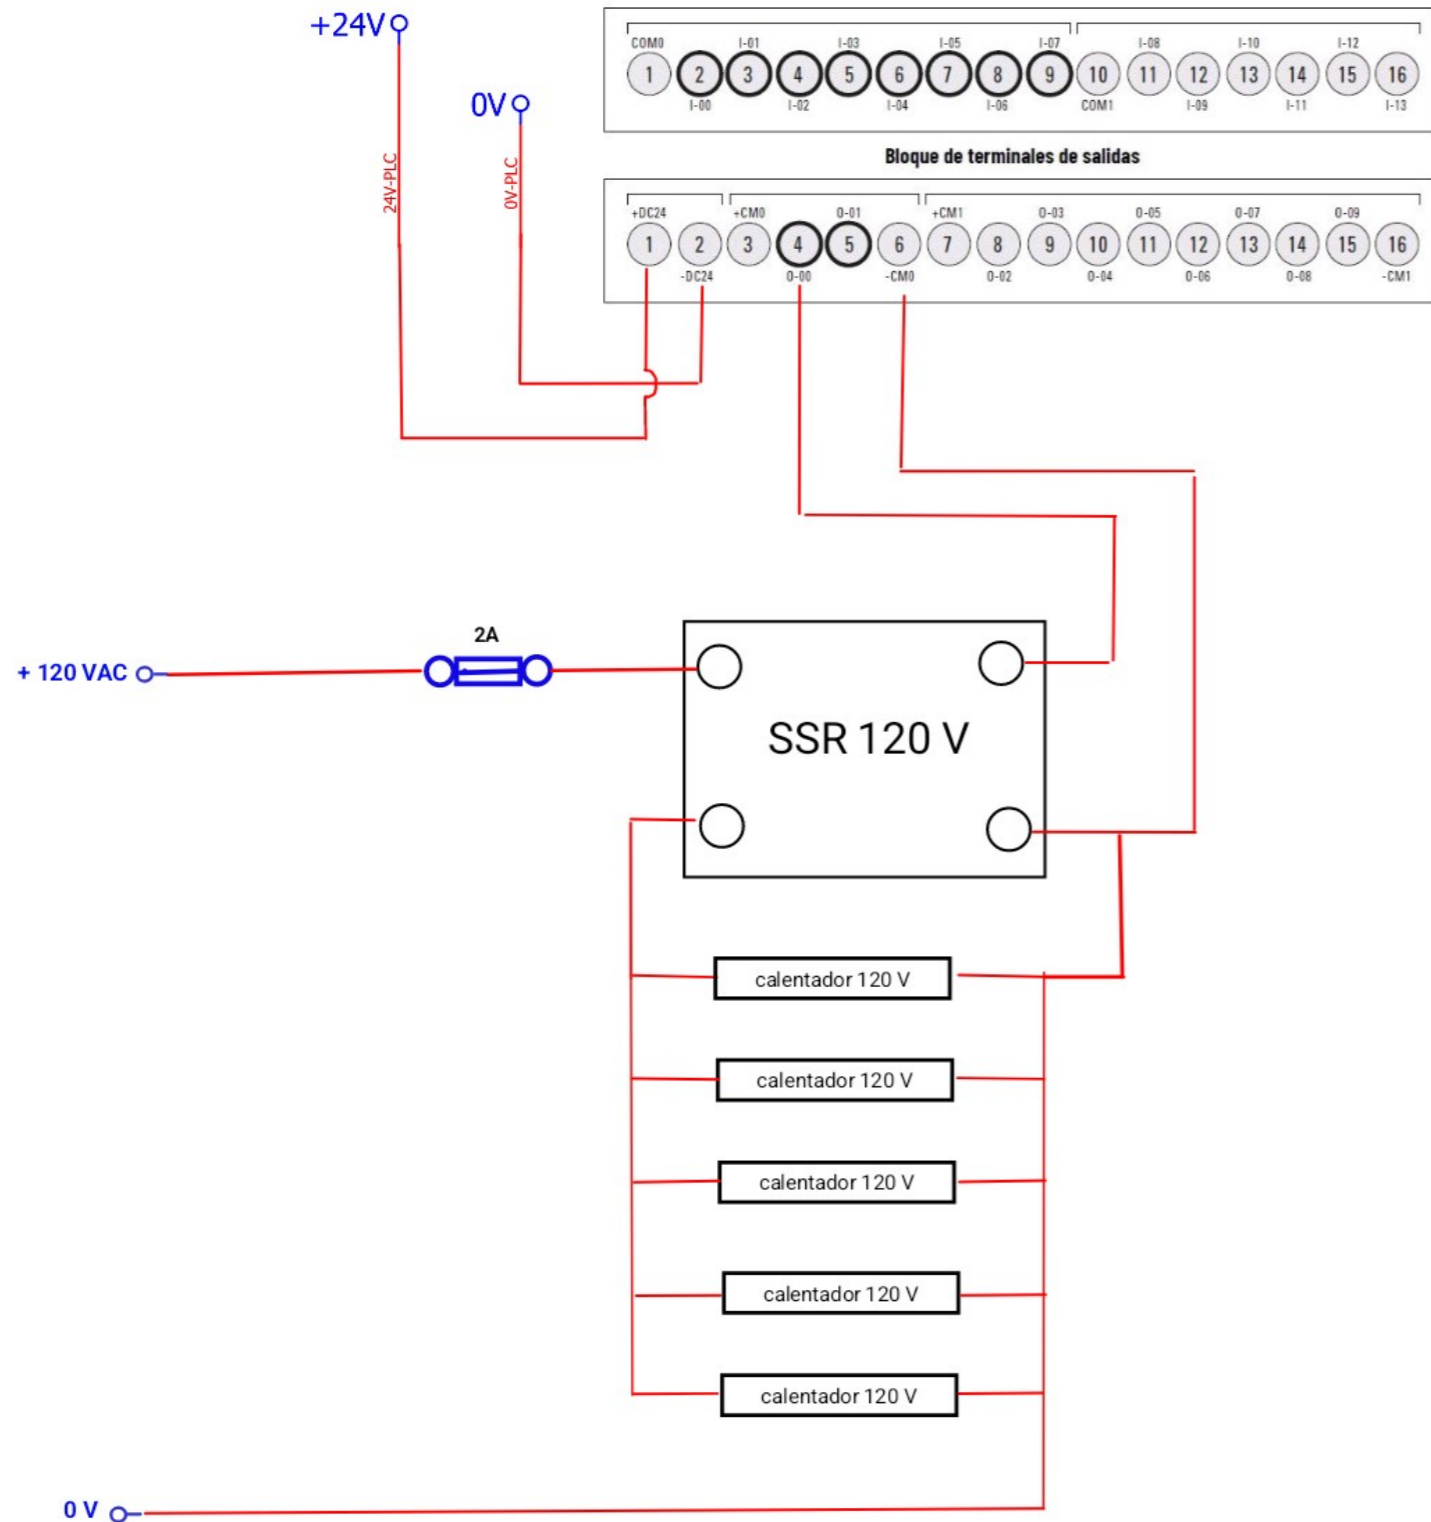 +24V
0V
24V-PLC
0V-PLC
COM0 I-01 I-03 I-05 I-07 I-08 I-10 I-12
1 2 3 4 5 6 7 8 9 10 11 12 13 14 15 16
I-00 I-02 I-04 I-06 COM1 I-09 I-11 I-13
Bloque de terminales de salidas
+DC24 +CM0 O-01 +CM1 O-03 O-05 O-07 O-09
1 2 3 4 5 6 7 8 9 10 11 12 13 14 15 16
-DC24 O-00 -CM0 O-02 O-04 O-06 O-08 -CM1
2A
+ 120 VAC
SSR 120 V
calentador 120 V
calentador 120 V
calentador 120 V
calentador 120 V
calentador 120 V
0 V